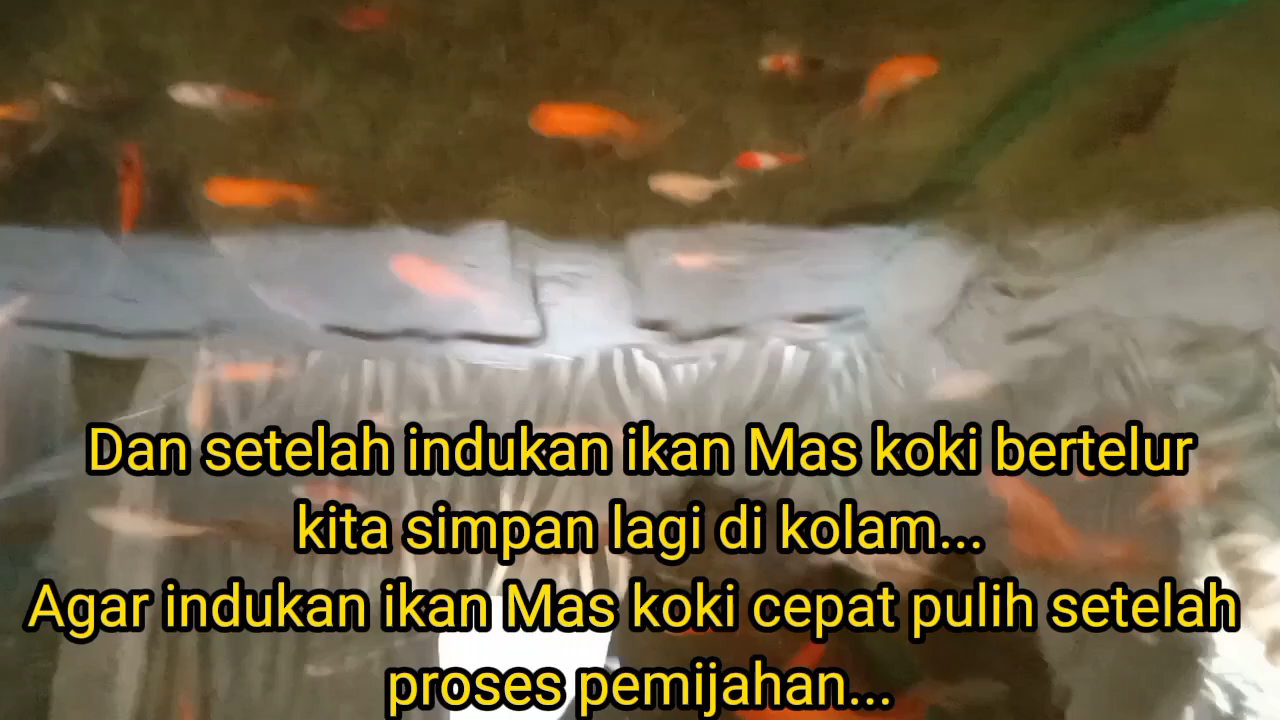 Dan setelah indukan ikan Mas koki bertelur
kita simpan lagi di kolam...
Agar indukan ikan Mas koki cepat pulih setelah
proses pemijahan...